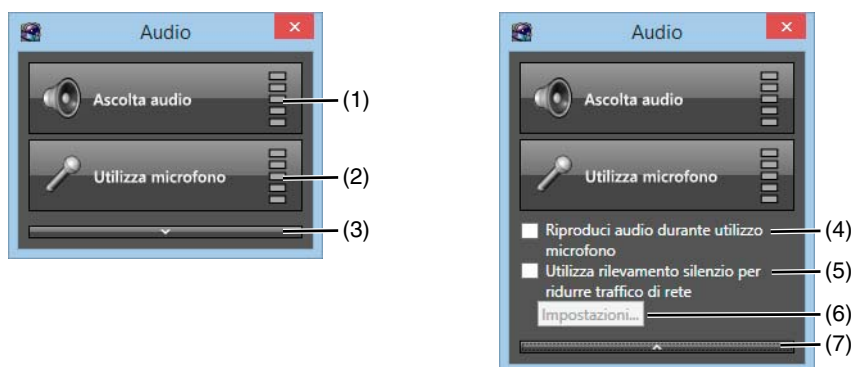 Audio
Ascolta audio
(1)
Utilizza microfono
(2)
(3)
Audio
Ascolta audio
Utilizza microfono
Riproduci audio durante utilizzo
microfono
(4)
Utilizza rilevamento silenzio per
ridurre traffico di rete
(5)
Impostazioni...
(6)
(7)